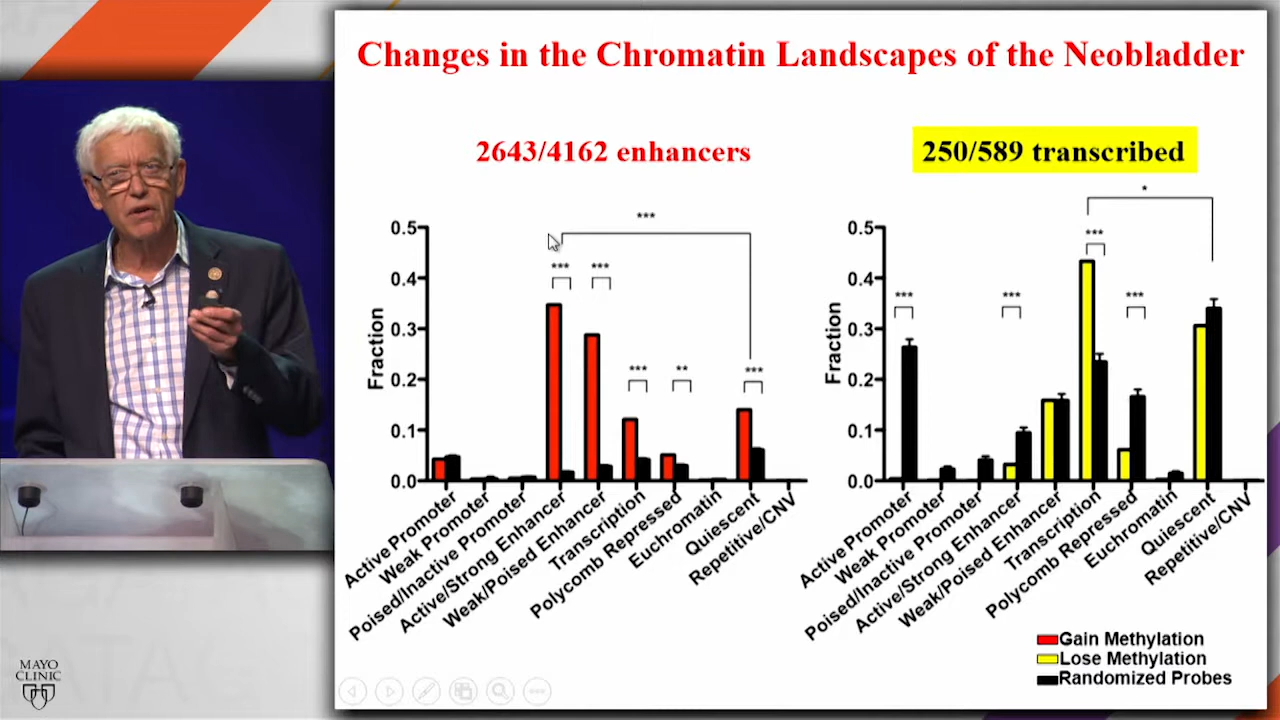 Changes in the Chromatin Landscapes of the Neobladder
2643/4162 enhancers
250/589 transcribed
Fraction
0.5
0.4
0.3
0.2
0.1
0.0
***
***
***
***
**
***
Active Promoter
Weak Promoter
Poised/Inactive Promoter
Active/Strong Enhancer
Weak/Poised Enhancer
Transcription
Polycomb Repressed
Euchromatin
Quiescent
Repetitive/CNV
Fraction
0.5
0.4
0.3
0.2
0.1
0.0
*
***
***
***
***
Active Promoter
Weak Promoter
Poised/Inactive Promoter
Active/Strong Enhancer
Weak/Poised Enhancer
Transcription
Polycomb Repressed
Euchromatin
Quiescent
Repetitive/CNV
Gain Methylation
Lose Methylation
Randomized Probes
MAYO
CLINIC